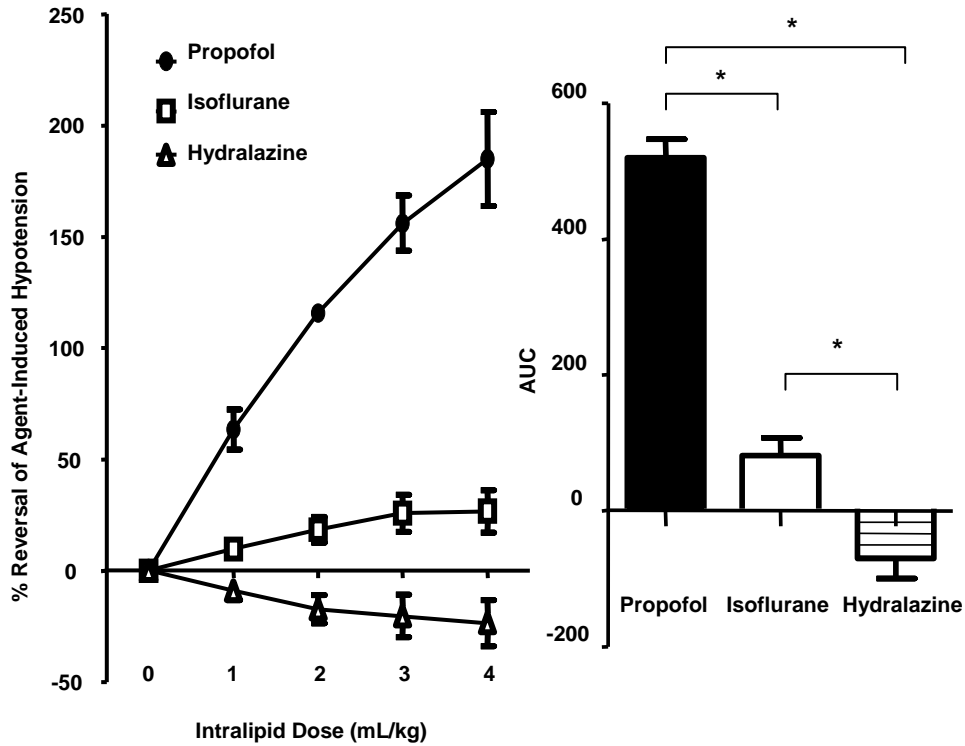 250
200
150
100
50
0
-50
% Reversal of Agent-Induced Hypotension
Propofol
Isoflurane
Hydralazine
0 1 2 3 4
Intralipid Dose (mL/kg)
*
*
*
600
400
200
0
-200
AUC
Propofol Isoflurane Hydralazine